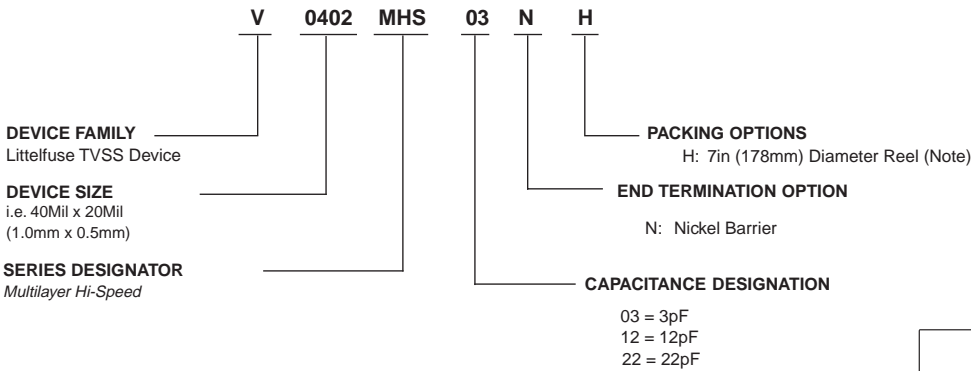 V 0402 MHS 03 N H
DEVICE FAMILY
Littelfuse TVSS Device
DEVICE SIZE
i.e. 40Mil x 20Mil
(1.0mm x 0.5mm)
SERIES DESIGNATOR
Multilayer Hi-Speed
PACKING OPTIONS
H: 7in (178mm) Diameter Reel (Note)
END TERMINATION OPTION
N: Nickel Barrier
CAPACITANCE DESIGNATION
03 = 3pF
12 = 12pF
22 = 22pF